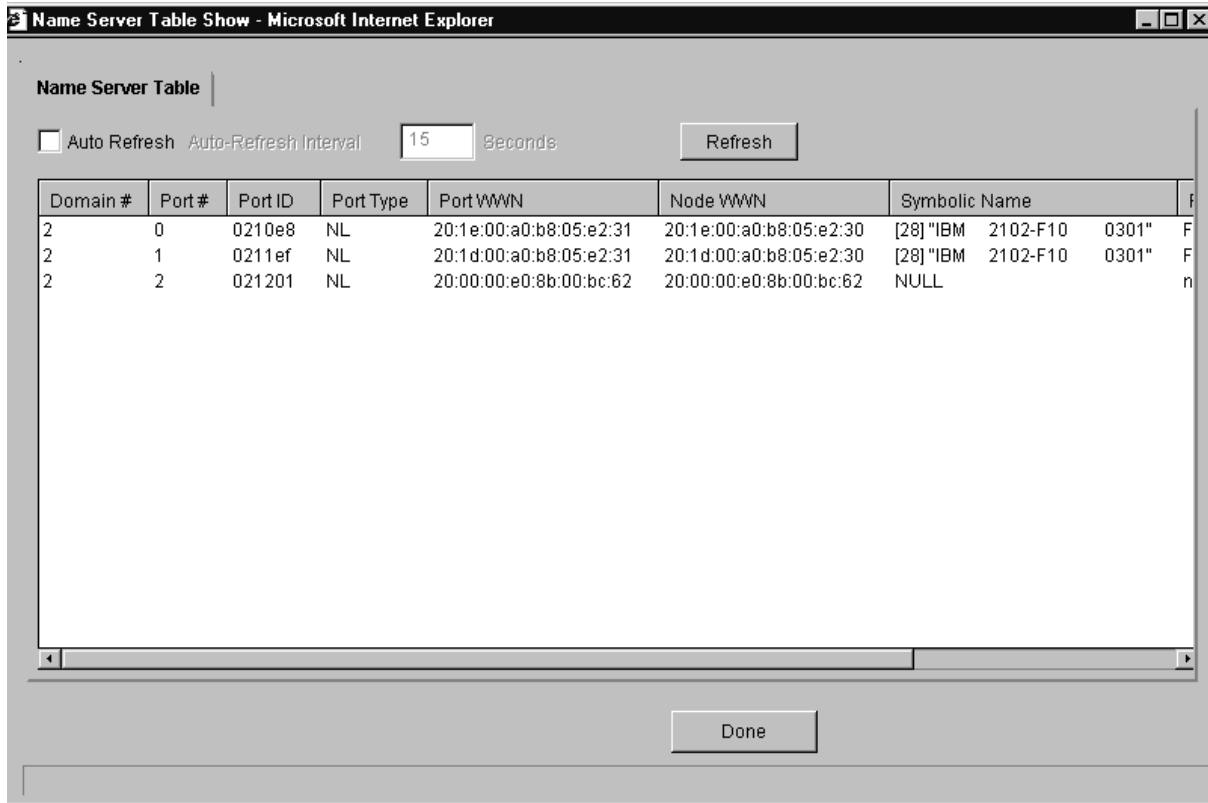 Name Server Table Show - Microsoft Internet Explorer
Name Server Table
Auto Refresh Auto-Refresh Interval 15 Seconds Refresh
Domain # Port # Port ID Port Type Port WWN Node WWN Symbolic Name
2 0 0210e8 NL 20:1e:00:a0:b8:05:e2:31 20:1e:00:a0:b8:05:e2:30 [28] "IBM 2102-F10 0301" F
2 1 0211ef NL 20:1d:00:a0:b8:05:e2:31 20:1d:00:a0:b8:05:e2:30 [28] "IBM 2102-F10 0301" F
2 2 021201 NL 20:00:00:e0:8b:00:bc:62 20:00:00:e0:8b:00:bc:62 NULL n
Done